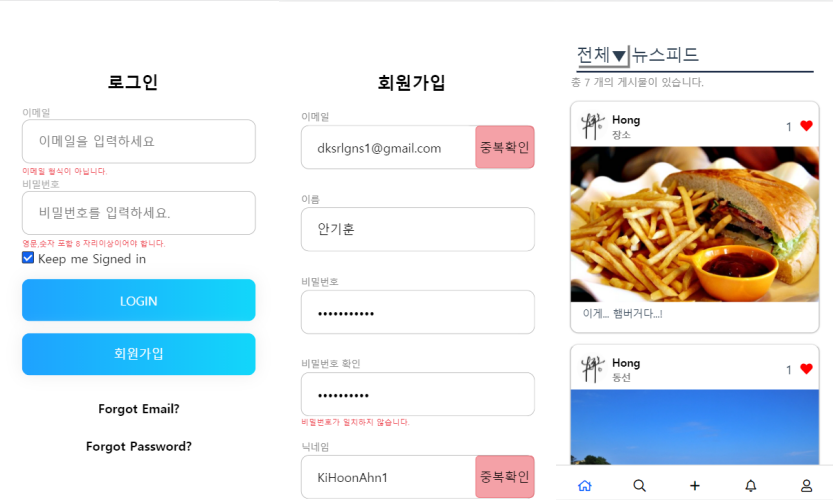 로그인
이메일
이메일을 입력하세요
이메일 형식이 아닙니다.
비밀번호
비밀번호를 입력하세요.
영문,숫자 포함 8 자리이상이어야 합니다.
Keep me Signed in
LOGIN
회원가입
Forgot Email?
Forgot Password?
회원가입
이메일
dksrlgns1@gmail.com
중복확인
이름
안기훈
비밀번호
•••••••••••
비밀번호 확인
••••••••••
비밀번호가 일치하지 않습니다.
닉네임
KiHoonAhn1
중복확인
전체▼ 뉴스피드
종 7 개의 게시물이 있습니다.
Hong
장소
1
이게... 햄버거다...!
Hong
동선
1